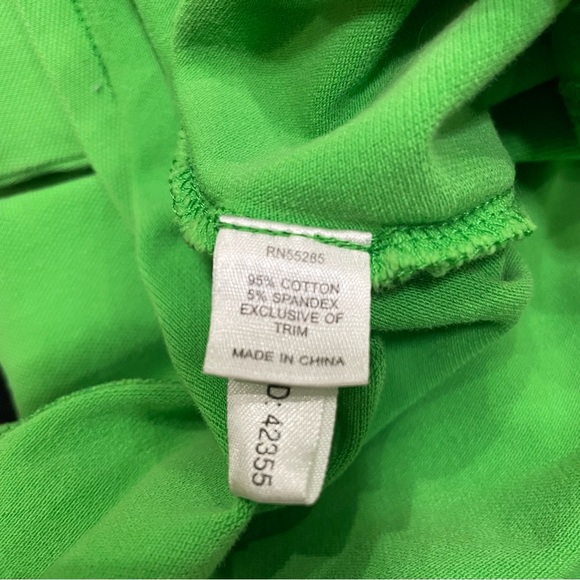 RN55285
95% COTTON
5% SPANDEX
EXCLUSIVE OF
TRIM
MADE IN CHINA
D: 42355